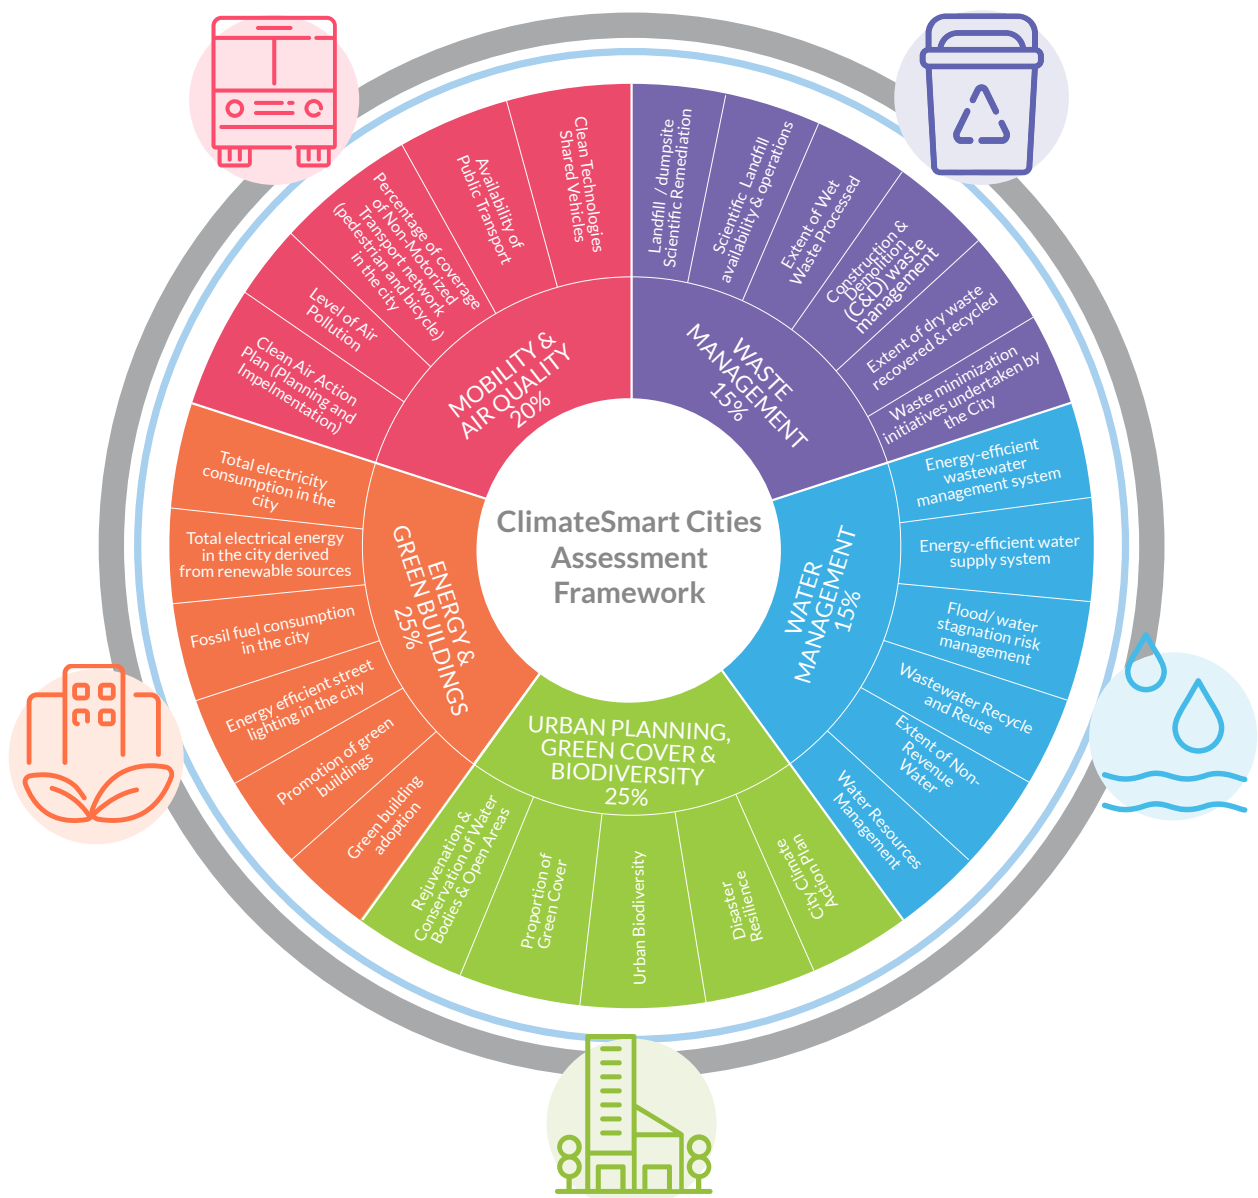 ClimateSmart Cities
Assessment
Framework
MOBILITY &
AIR QUALITY
20%
Clean Air Action
Plan (Planning and
Impelmentation)
Level of Air
Pollution
Percentage of coverage
of Non-Motorized
Transport network
(pedestrian and bicycle)
in the city
Availability of
Public Transport
Clean Technologies
Shared Vehicles
WASTE
MANAGEMENT
15%
Landfill / dumpsite
Scientific Remediation
Scientific Landfill
availability & operations
Extent of Wet
Waste Processed
Construction &
Demolition
(C&D) waste
management
Extent of dry waste
recovered & recycled
Waste minimization
initiatives undertaken by
the City
WATER
MANAGEMENT
15%
Energy-efficient
wastewater
management system
Energy-efficient water
supply system
Flood/ water
stagnation risk
management
Wastewater Recycle
and Reuse
Extent of Non-
Revenue
Water
Water Resources
Management
URBAN PLANNING,
GREEN COVER &
BIODIVERSITY
25%
City Climate
Action Plan
Disaster
Resilience
Urban Biodiversity
Proportion of
Green Cover
Rejuvenation &
Conservation of Water
Bodies & Open Areas
ENERGY &
GREEN BUILDINGS
25%
Green building
adoption
Promotion of green
buildings
Energy efficient street
lighting in the city
Fossil fuel consumption
in the city
Total electrical energy
in the city derived
from renewable sources
Total electricity
consumption in the
city